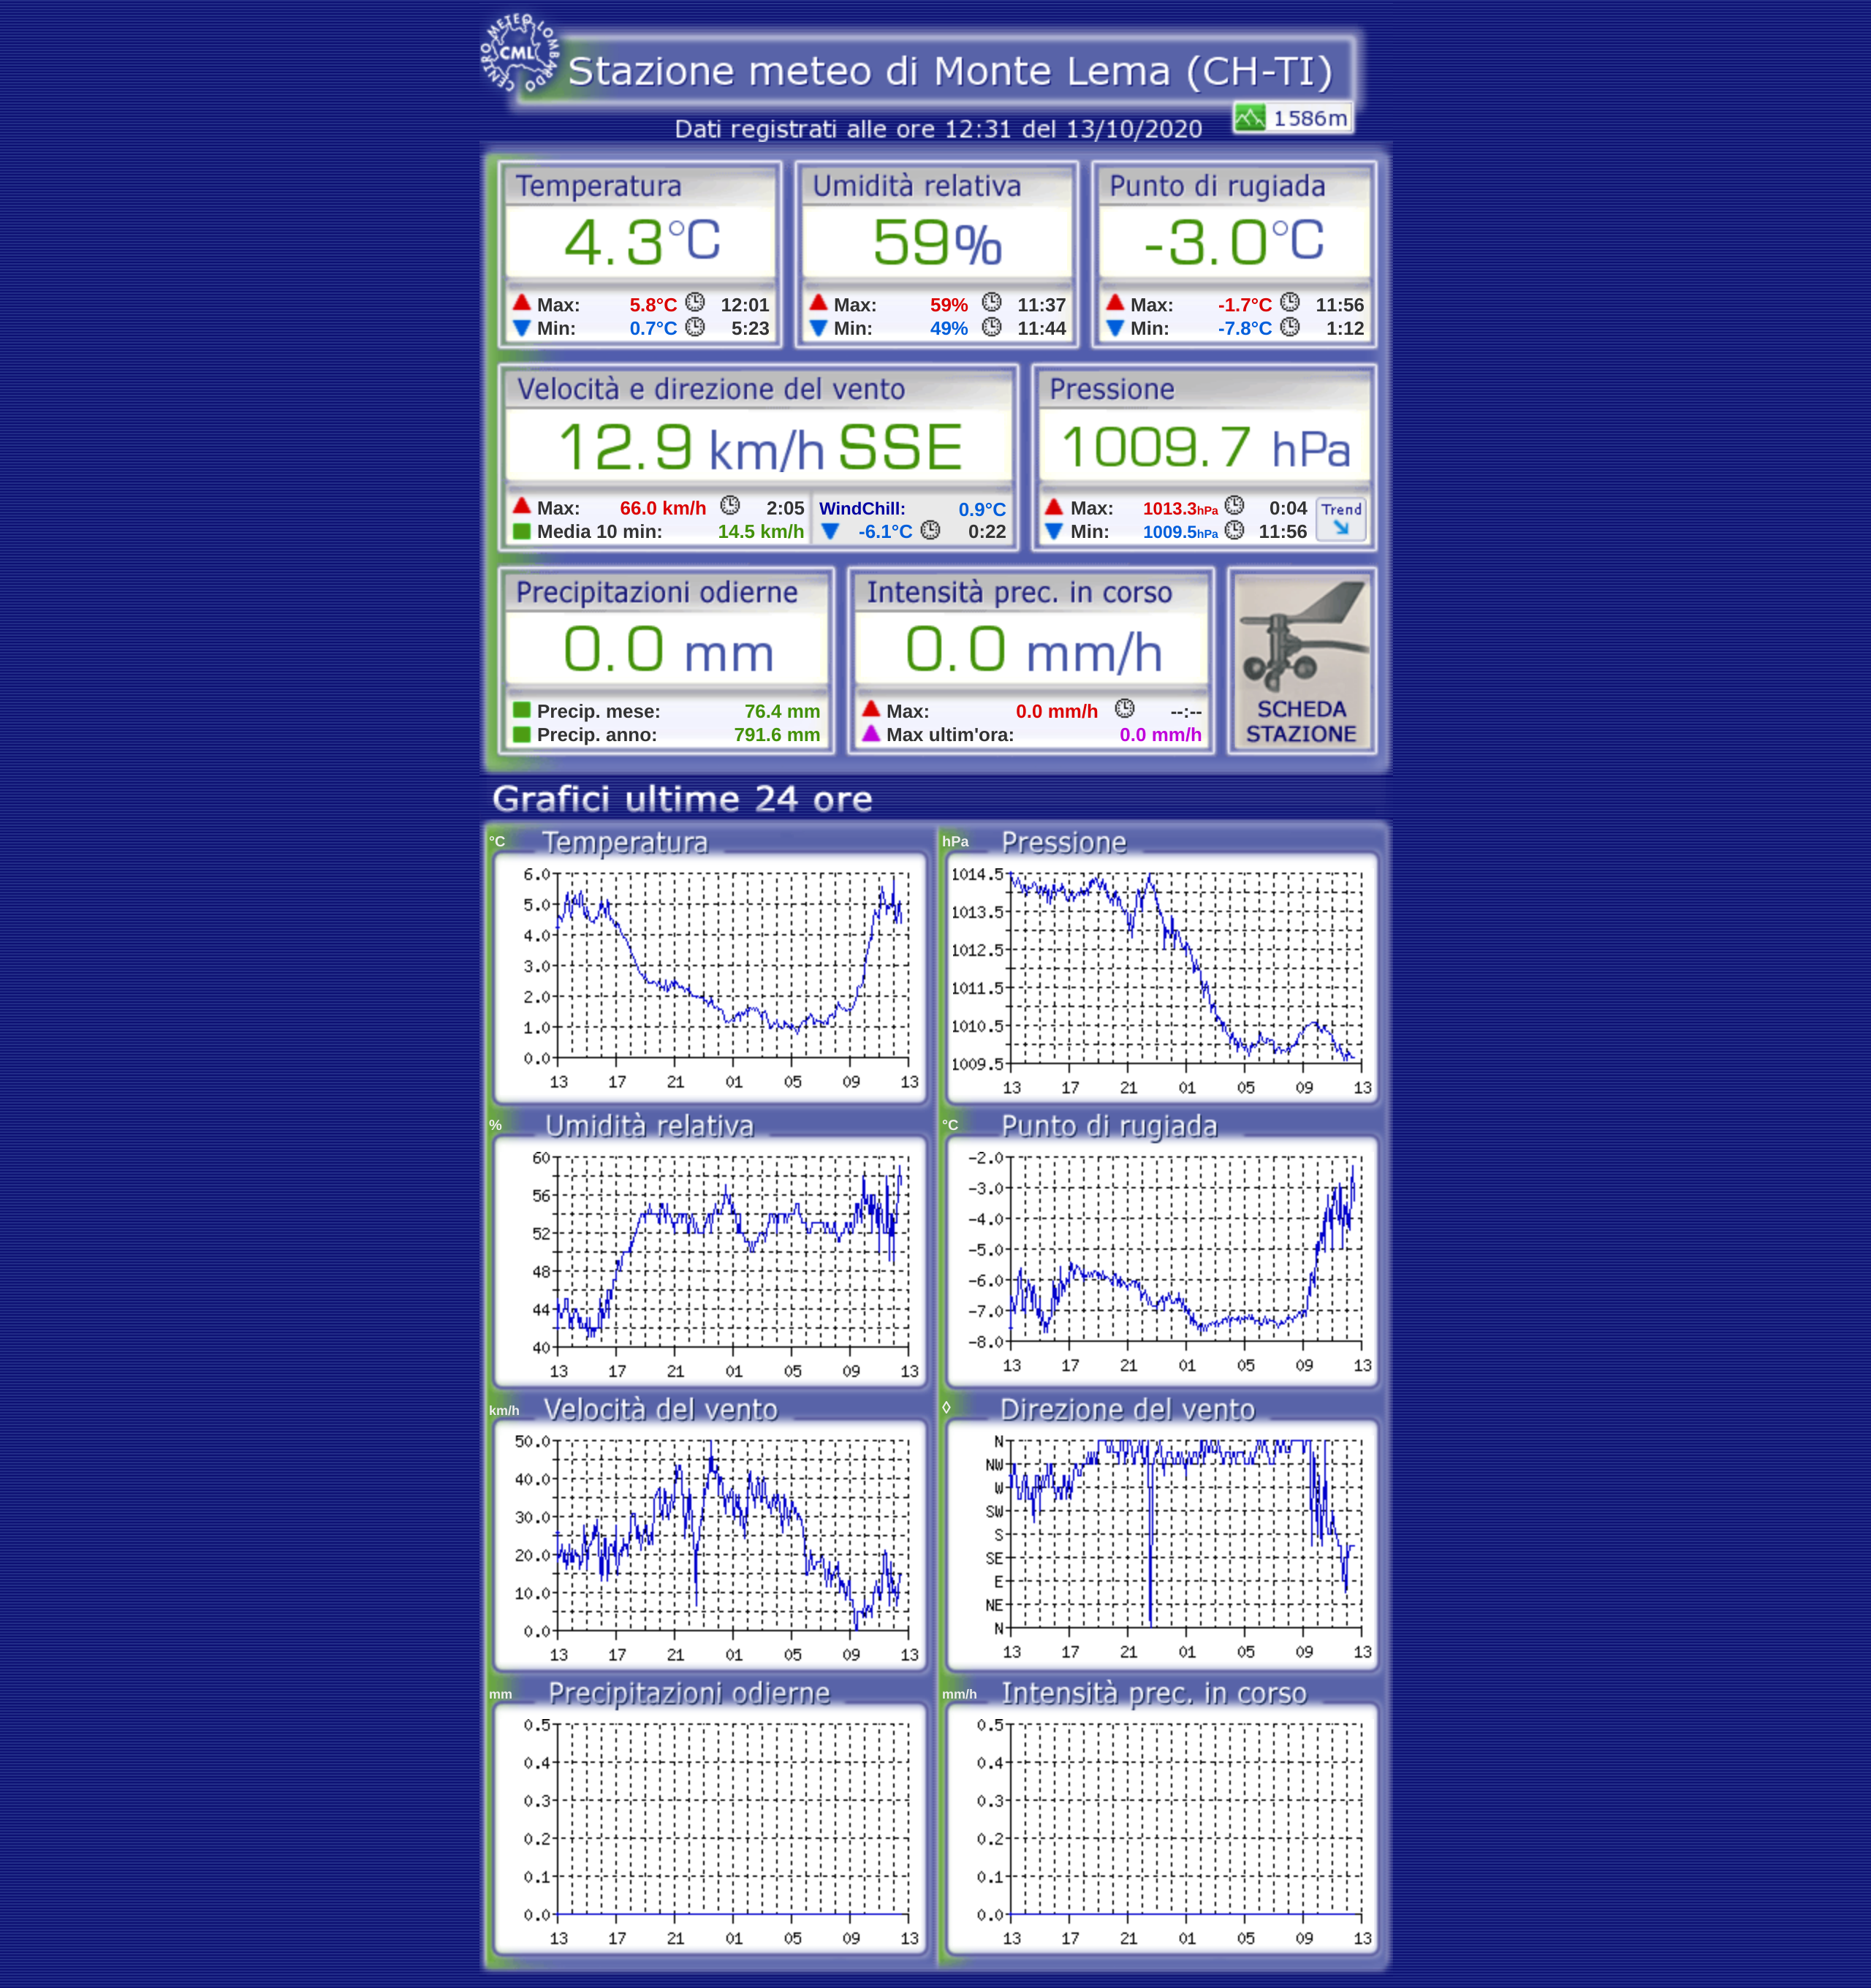 CENTRO METEO LOMBARDO
CML
Stazione meteo di Monte Lema (CH-TI)
1586m
Dati registrati alle ore 12:31 del 13/10/2020
Temperatura
4.3°C
Max: 5.8°C 12:01
Min: 0.7°C 5:23
Umidità relativa
59%
Max: 59% 11:37
Min: 49% 11:44
Punto di rugiada
-3.0°C
Max: -1.7°C 11:56
Min: -7.8°C 1:12
Velocità e direzione del vento
12.9 km/h SSE
Max: 66.0 km/h 2:05
Media 10 min: 14.5 km/h
WindChill: 0.9°C
-6.1°C 0:22
Pressione
1009.7 hPa
Max: 1013.3hPa 0:04
Min: 1009.5hPa 11:56
Trend
Precipitazioni odierne
0.0 mm
Precip. mese: 76.4 mm
Precip. anno: 791.6 mm
Intensità prec. in corso
0.0 mm/h
Max: 0.0 mm/h --:--
Max ultim'ora: 0.0 mm/h
SCHEDA
STAZIONE
Grafici ultime 24 ore
°C Temperatura
6.0
5.0
4.0
3.0
2.0
1.0
0.0
13 17 21 01 05 09 13
hPa Pressione
1014.5
1013.5
1012.5
1011.5
1010.5
1009.5
13 17 21 01 05 09 13
% Umidità relativa
60
56
52
48
44
40
13 17 21 01 05 09 13
°C Punto di rugiada
-2.0
-3.0
-4.0
-5.0
-6.0
-7.0
-8.0
13 17 21 01 05 09 13
km/h Velocità del vento
50.0
40.0
30.0
20.0
10.0
0.0
13 17 21 01 05 09 13
◊ Direzione del vento
N
NW
W
SW
S
SE
E
NE
N
13 17 21 01 05 09 13
mm Precipitazioni odierne
0.5
0.4
0.3
0.2
0.1
0.0
13 17 21 01 05 09 13
mm/h Intensità prec. in corso
0.5
0.4
0.3
0.2
0.1
0.0
13 17 21 01 05 09 13